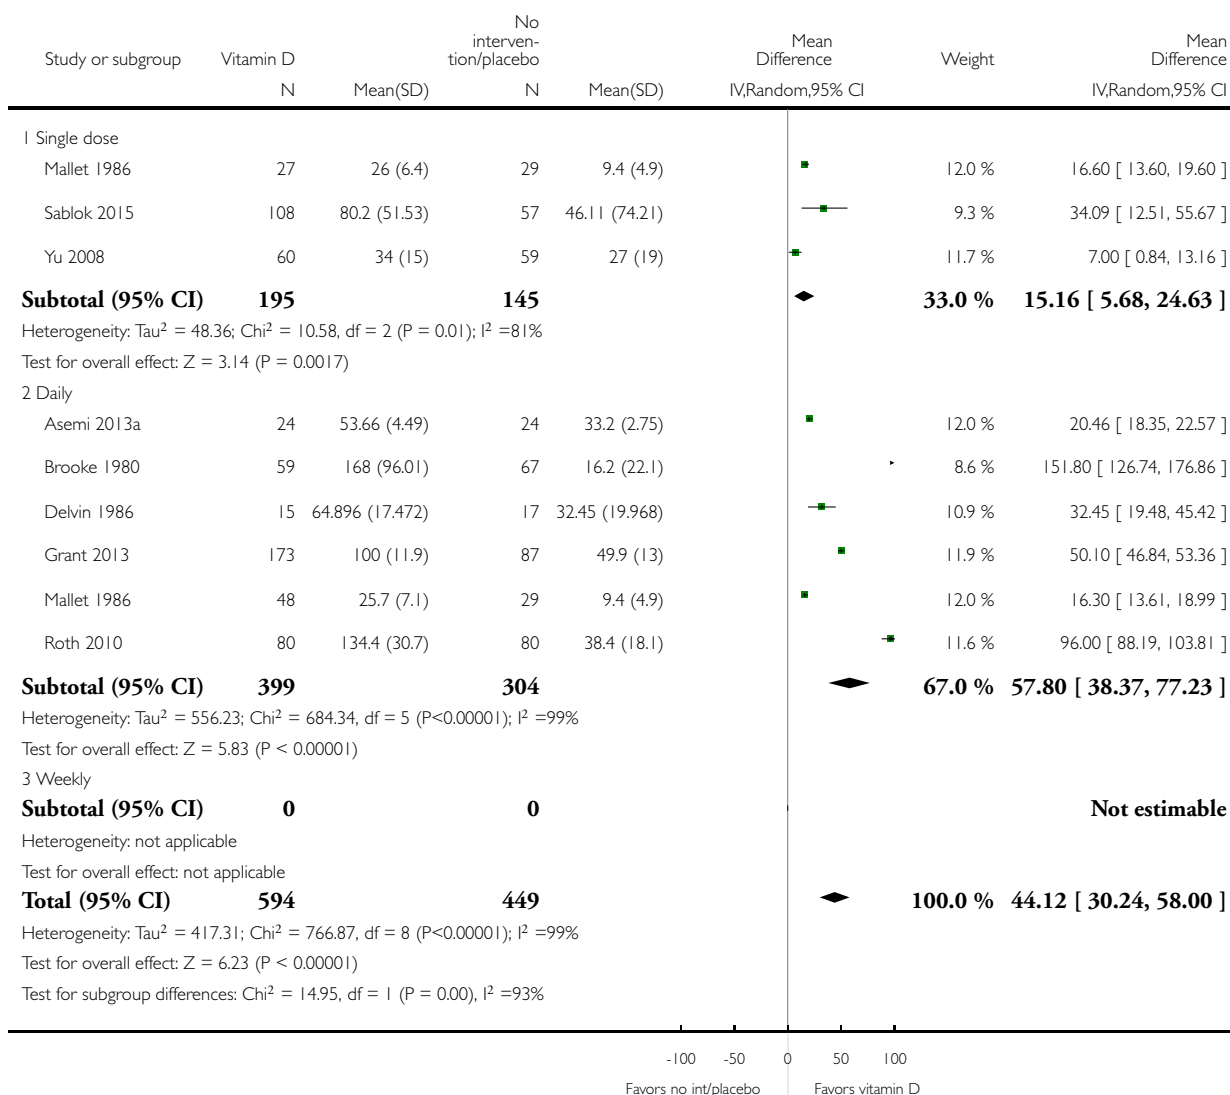 Study or subgroup Vitamin D No intervention/placebo Mean Difference Weight Mean Difference
N Mean(SD) N Mean(SD) IV,Random,95% CI IV,Random,95% CI
1 Single dose
Mallet 1986 27 26 (6.4) 29 9.4 (4.9) 12.0 % 16.60 [ 13.60, 19.60 ]
Sablok 2015 108 80.2 (51.53) 57 46.11 (74.21) 9.3 % 34.09 [ 12.51, 55.67 ]
Yu 2008 60 34 (15) 59 27 (19) 11.7 % 7.00 [ 0.84, 13.16 ]
Subtotal (95% CI) 195 145 33.0 % 15.16 [ 5.68, 24.63 ]
Heterogeneity: Tau² = 48.36; Chi² = 10.58, df = 2 (P = 0.01); I² =81%
Test for overall effect: Z = 3.14 (P = 0.0017)
2 Daily
Asemi 2013a 24 53.66 (4.49) 24 33.2 (2.75) 12.0 % 20.46 [ 18.35, 22.57 ]
Brooke 1980 59 168 (96.01) 67 16.2 (22.1) 8.6 % 151.80 [ 126.74, 176.86 ]
Delvin 1986 15 64.896 (17.472) 17 32.45 (19.968) 10.9 % 32.45 [ 19.48, 45.42 ]
Grant 2013 173 100 (11.9) 87 49.9 (13) 11.9 % 50.10 [ 46.84, 53.36 ]
Mallet 1986 48 25.7 (7.1) 29 9.4 (4.9) 12.0 % 16.30 [ 13.61, 18.99 ]
Roth 2010 80 134.4 (30.7) 80 38.4 (18.1) 11.6 % 96.00 [ 88.19, 103.81 ]
Subtotal (95% CI) 399 304 67.0 % 57.80 [ 38.37, 77.23 ]
Heterogeneity: Tau² = 556.23; Chi² = 684.34, df = 5 (P<0.00001); I² =99%
Test for overall effect: Z = 5.83 (P < 0.00001)
3 Weekly
Subtotal (95% CI) 0 0 Not estimable
Heterogeneity: not applicable
Test for overall effect: not applicable
Total (95% CI) 594 449 100.0 % 44.12 [ 30.24, 58.00 ]
Heterogeneity: Tau² = 417.31; Chi² = 766.87, df = 8 (P<0.00001); I² =99%
Test for overall effect: Z = 6.23 (P < 0.00001)
Test for subgroup differences: Chi² = 14.95, df = 1 (P = 0.00), I² =93%
-100 -50 0 50 100
Favors no int/placebo Favors vitamin D